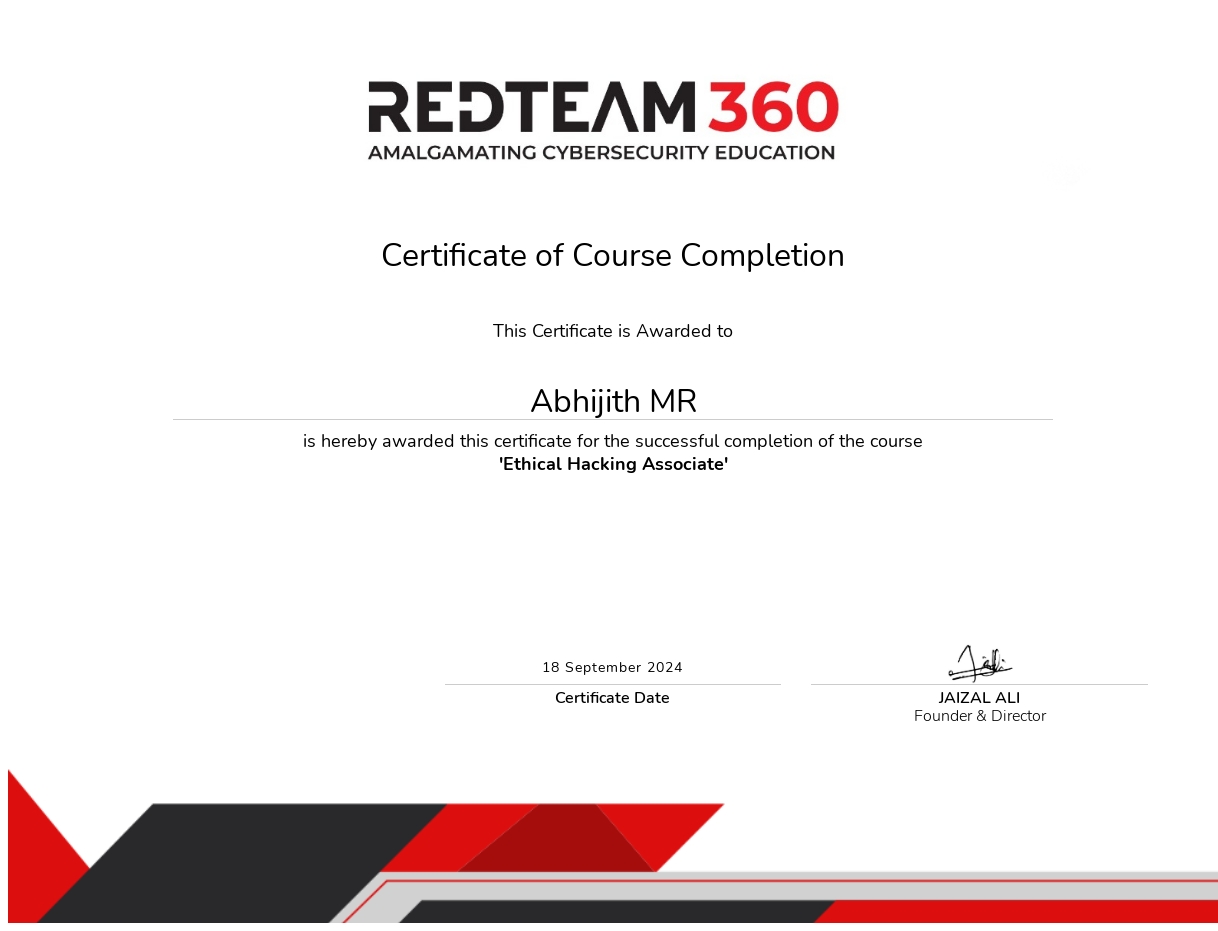 REDTEAM 360
AMALGAMATING CYBERSECURITY EDUCATION
Certificate of Course Completion
This Certificate is Awarded to
Abhijith MR
is hereby awarded this certificate for the successful completion of the course
'Ethical Hacking Associate'
18 September 2024
Certificate Date
JAIZAL ALI
Founder & Director